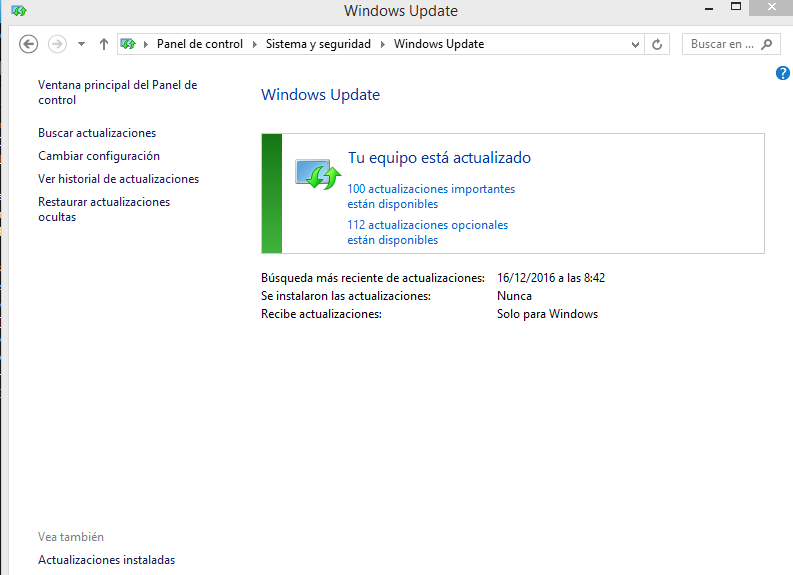 Windows Update
Panel de control
Sistema y seguridad
Windows Update
Buscar en ...
Ventana principal del Panel de
control
Buscar actualizaciones
Cambiar configuración
Ver historial de actualizaciones
Restaurar actualizaciones
ocultas
Windows Update
Tu equipo está actualizado
100 actualizaciones importantes
están disponibles
112 actualizaciones opcionales
están disponibles
Búsqueda más reciente de actualizaciones: 16/12/2016 a las 8:42
Se instalaron las actualizaciones: Nunca
Recibe actualizaciones: Solo para Windows
Vea también
Actualizaciones instaladas